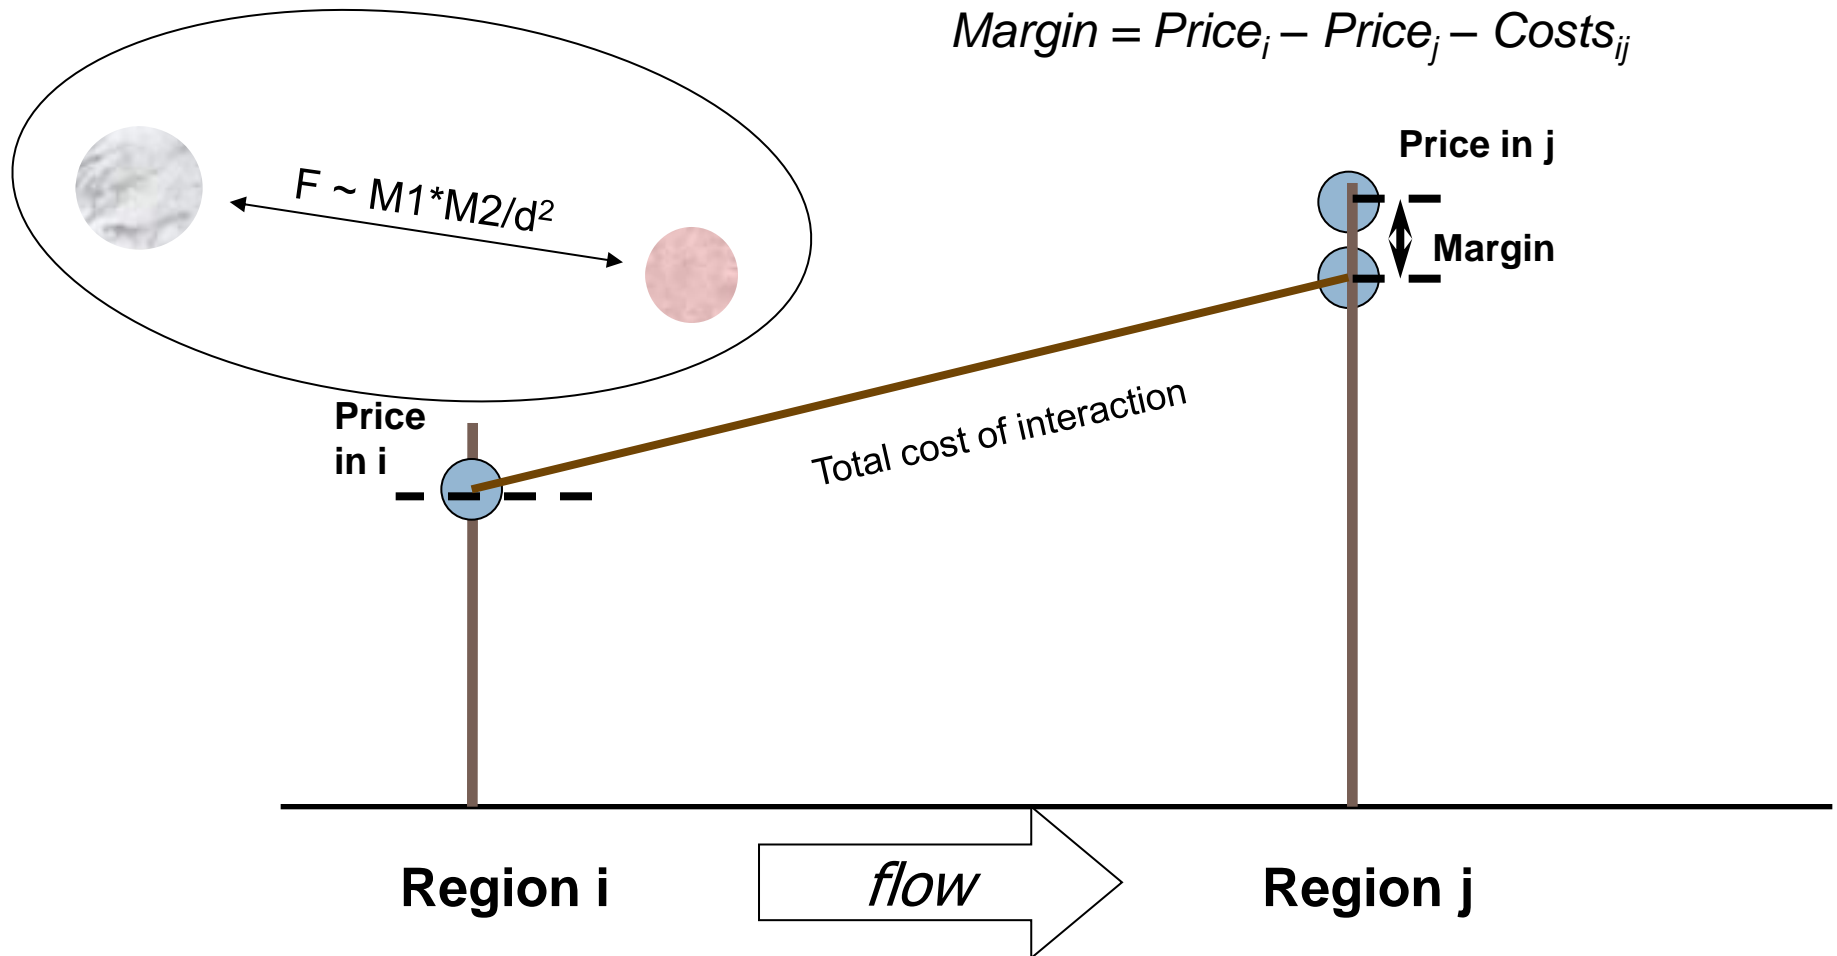 Margin = Priceᵢ – Priceⱼ – Costsᵢⱼ
F ~ M1*M2/d²
Price in j
Margin
Price
in i
Total cost of interaction
Region i
flow
Region j